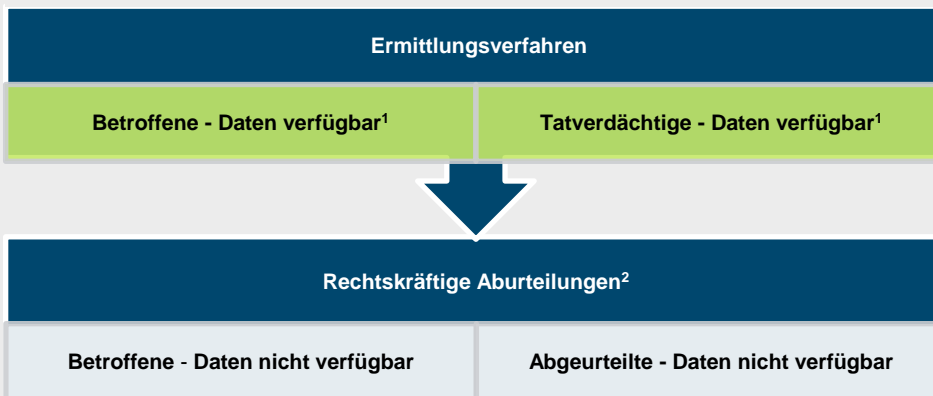 Ermittlungsverfahren
Betroffene - Daten verfügbar¹
Tatverdächtige - Daten verfügbar¹
Rechtskräftige Aburteilungen²
Betroffene - Daten nicht verfügbar
Abgeurteilte - Daten nicht verfügbar